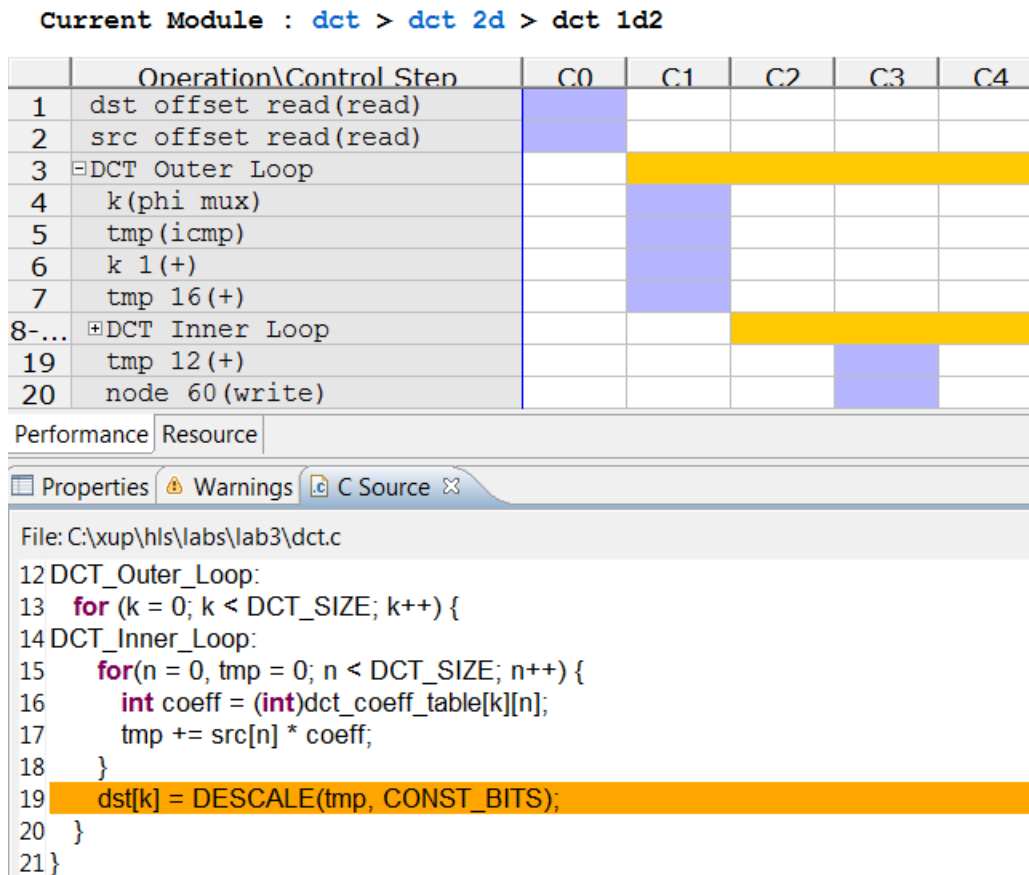 Current Module : dct > dct 2d > dct 1d2
Operation\Control Step C0 C1 C2 C3 C4
1 dst offset read(read)
2 src offset read(read)
3 DCT Outer Loop
4 k(phi mux)
5 tmp(icmp)
6 k 1(+)
7 tmp 16(+)
8-... DCT Inner Loop
19 tmp 12(+)
20 node 60(write)
Performance Resource
Properties Warnings .c C Source
File: C:\xup\hls\labs\lab3\dct.c
12 DCT_Outer_Loop:
13 for (k = 0; k < DCT_SIZE; k++) {
14 DCT_Inner_Loop:
15 for(n = 0, tmp = 0; n < DCT_SIZE; n++) {
16 int coeff = (int)dct_coeff_table[k][n];
17 tmp += src[n] * coeff;
18 }
19 dst[k] = DESCALE(tmp, CONST_BITS);
20 }
21 }